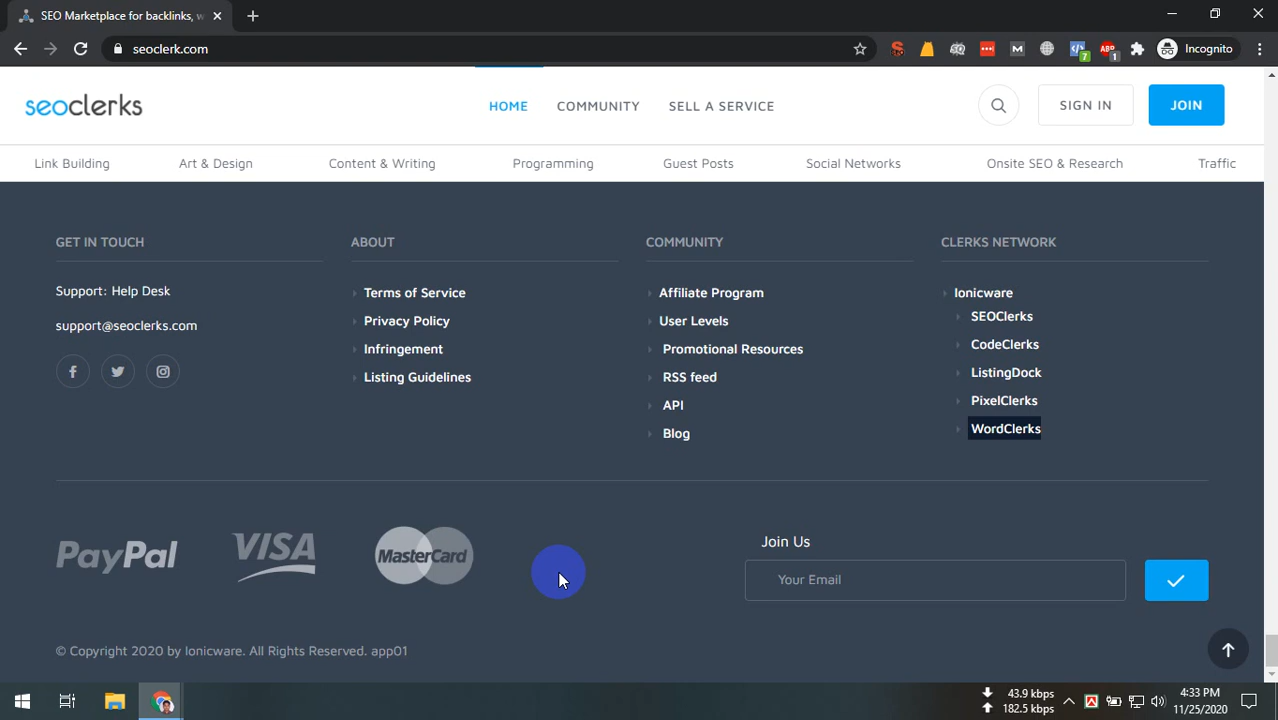 SEO Marketplace for backlinks, w
seoclerk.com
7
ABP
1
Incognito
seoclerks
HOME
COMMUNITY
SELL A SERVICE
SIGN IN
JOIN
Link Building
Art & Design
Content & Writing
Programming
Guest Posts
Social Networks
Onsite SEO & Research
Traffic
GET IN TOUCH
Support: Help Desk
support@seoclerks.com
ABOUT
Terms of Service
Privacy Policy
Infringement
Listing Guidelines
COMMUNITY
Affiliate Program
User Levels
Promotional Resources
RSS feed
API
Blog
CLERKS NETWORK
Ionicware
SEOClerks
CodeClerks
ListingDock
PixelClerks
WordClerks
PayPal
VISA
MasterCard
Join Us
Your Email
© Copyright 2020 by Ionicware. All Rights Reserved. app01
43.9 kbps
182.5 kbps
4:33 PM
11/25/2020